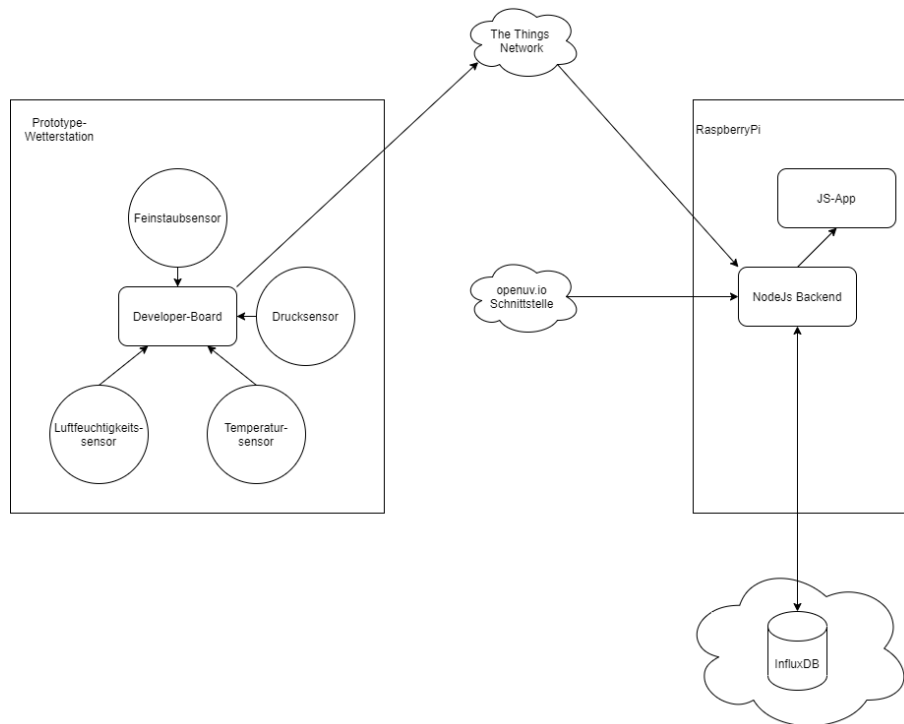 The Things
Network
Prototype-
Wetterstation
RaspberryPi
Feinstaubsensor
JS-App
openuv.io
Schnittstelle
NodeJs Backend
Developer-Board
Drucksensor
Luftfeuchtigkeits-
sensor
Temperatur-
sensor
InfluxDB